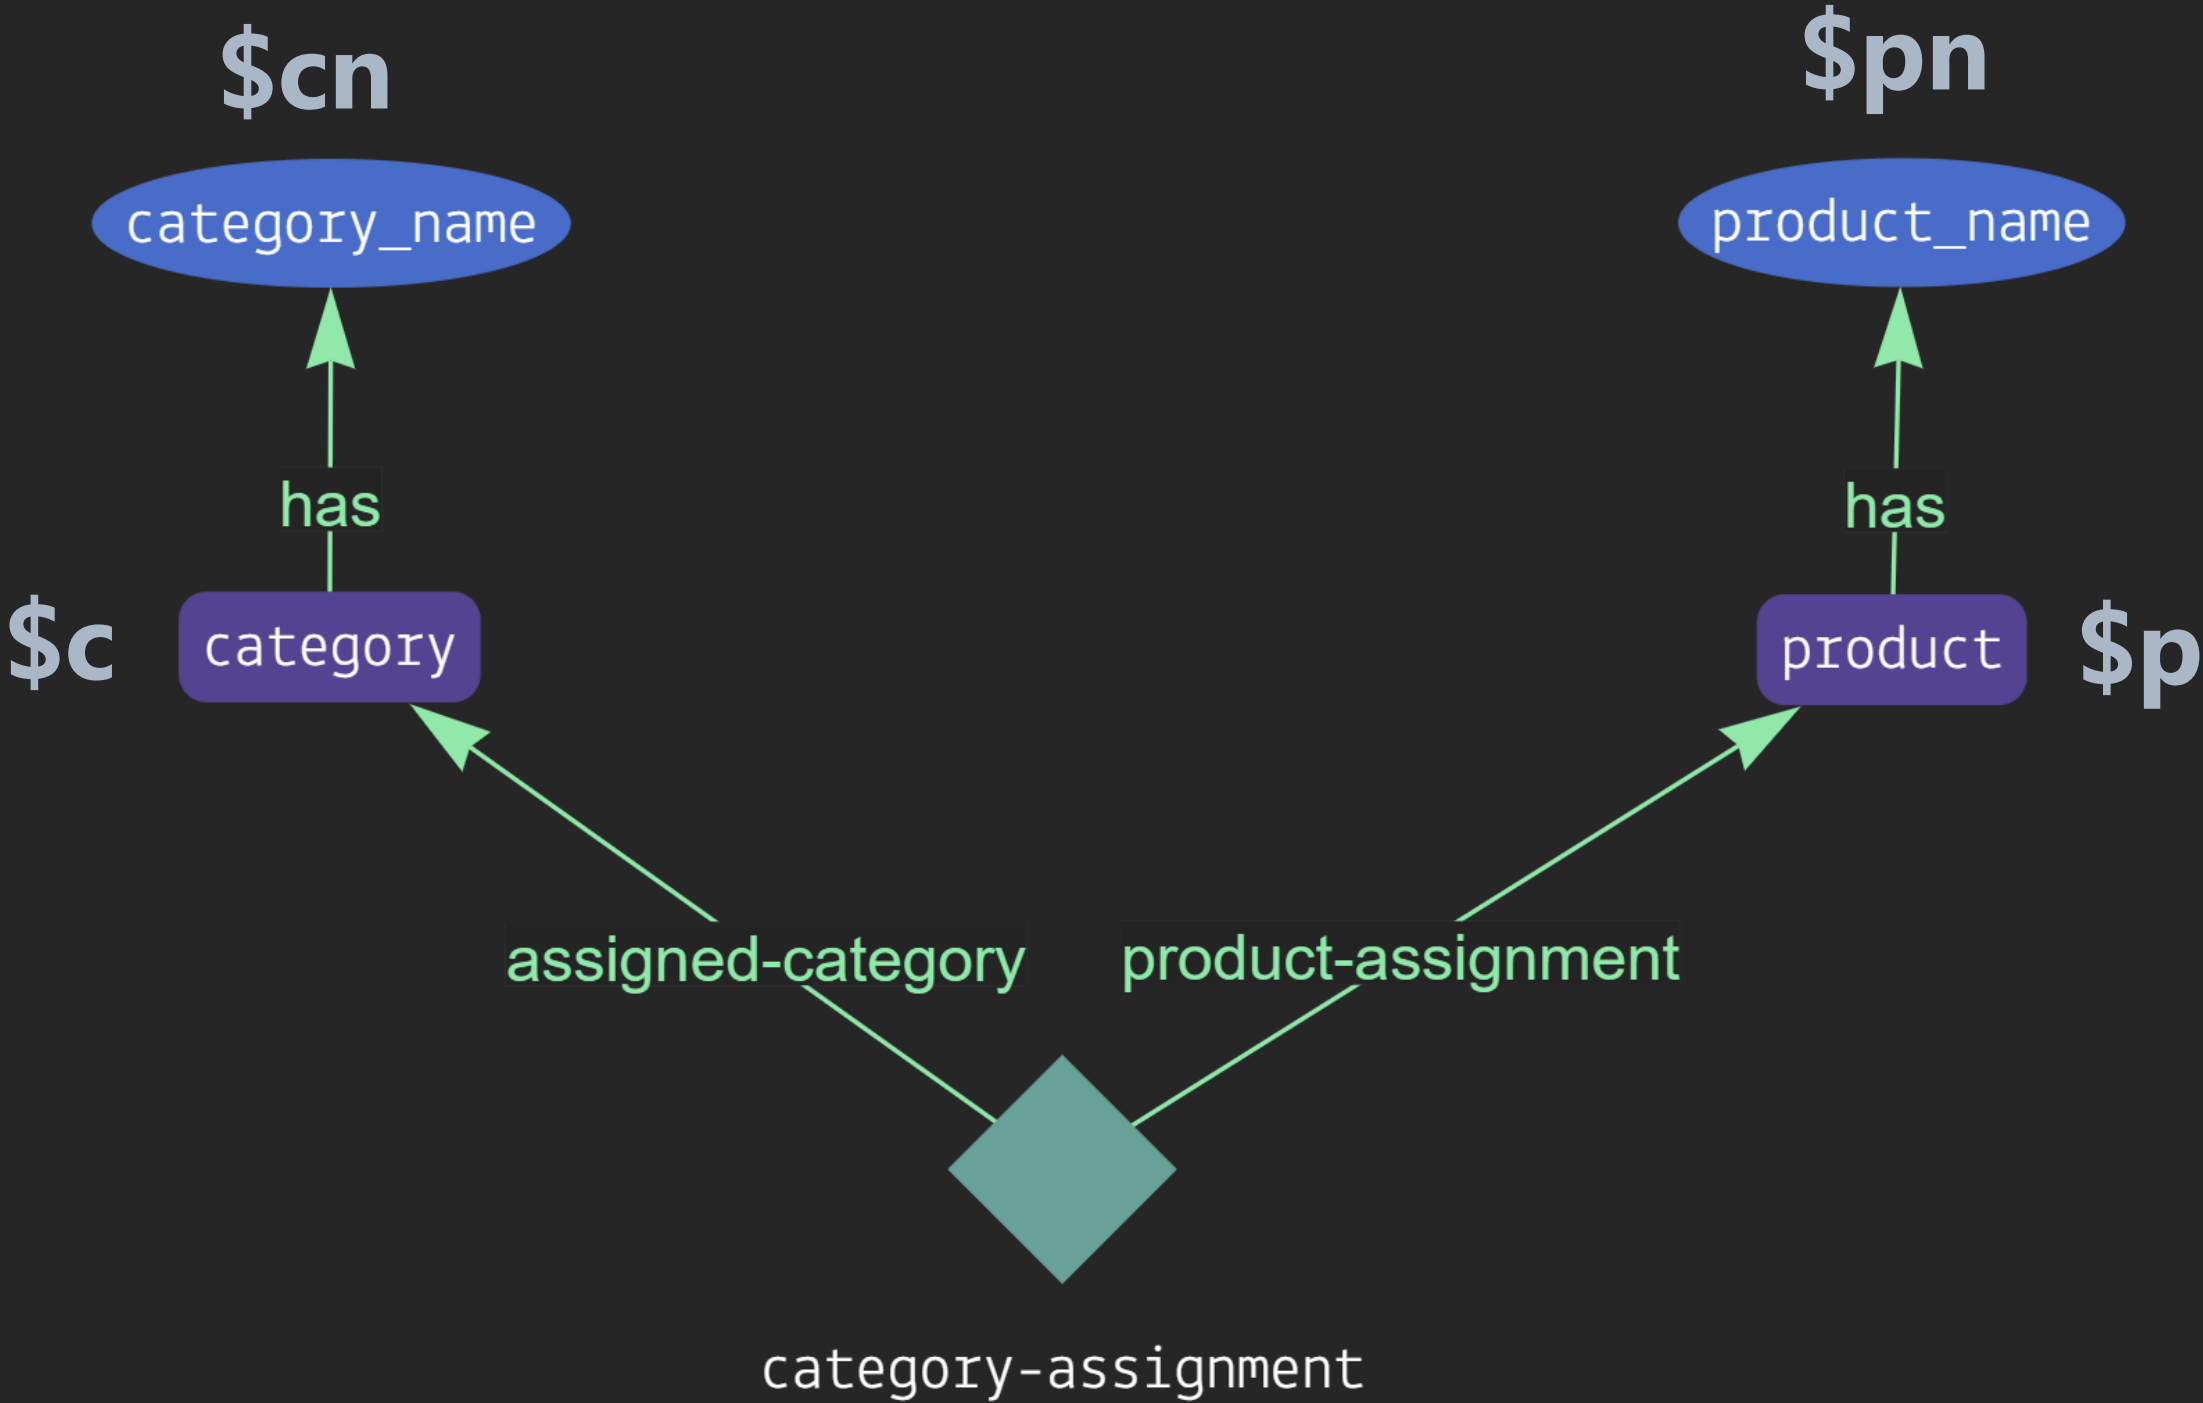 $cn
$pn
category_name
product_name
has
has
$c
category
product
$p
assigned-category
product-assignment
category-assignment